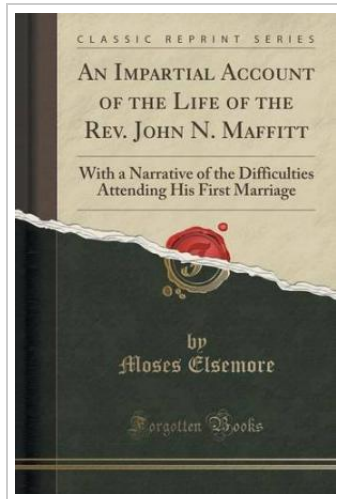 CLASSIC REPRINT SERIES
AN IMPARTIAL ACCOUNT
OF THE LIFE OF THE
REV. JOHN N. MAFFITT
With a Narrative of the Difficulties
Attending His First Marriage
by
Moses Elsemore
Forgotten Books